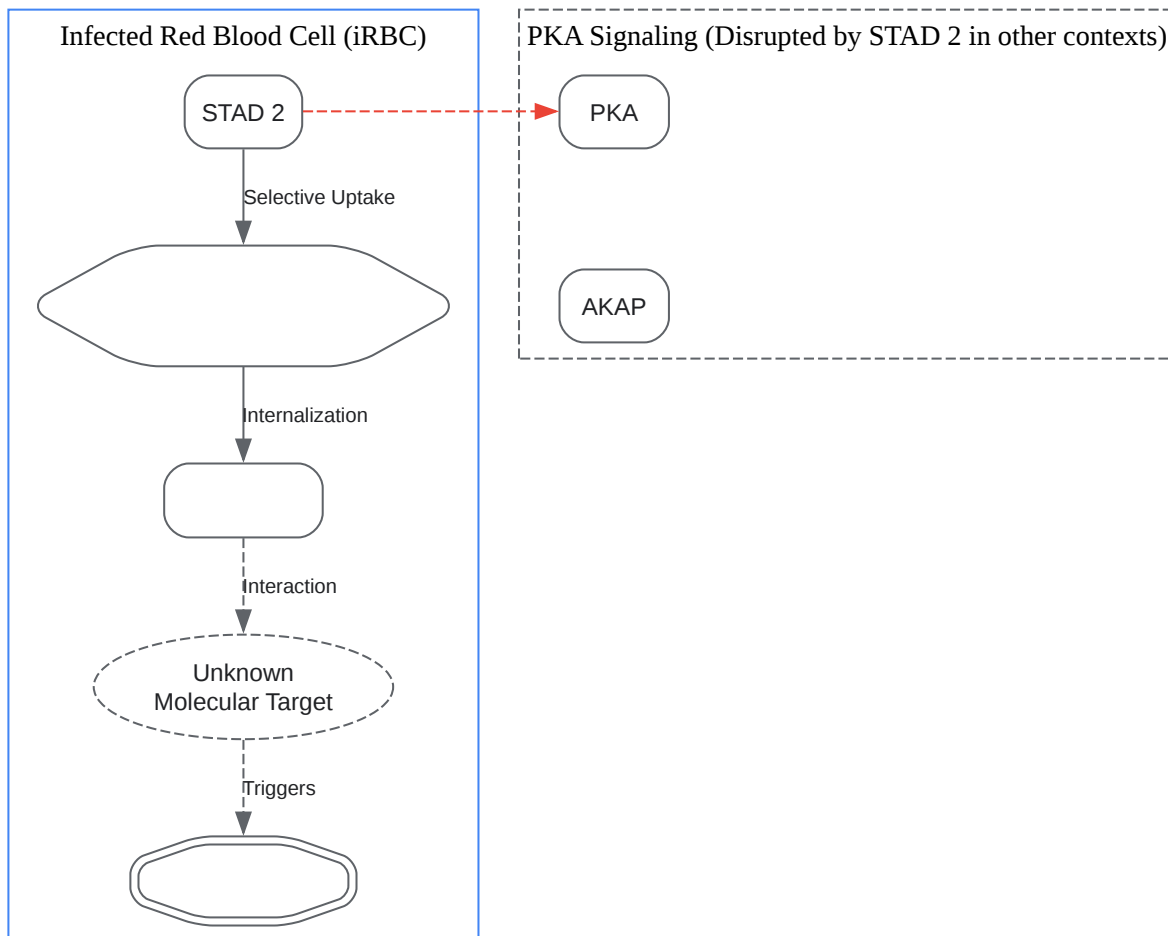 Infected Red Blood Cell (iRBC)
PKA Signaling (Disrupted by STAD 2 in other contexts)
STAD 2
PKA
Selective Uptake
AKAP
Internalization
Interaction
Unknown
Molecular Target
Triggers